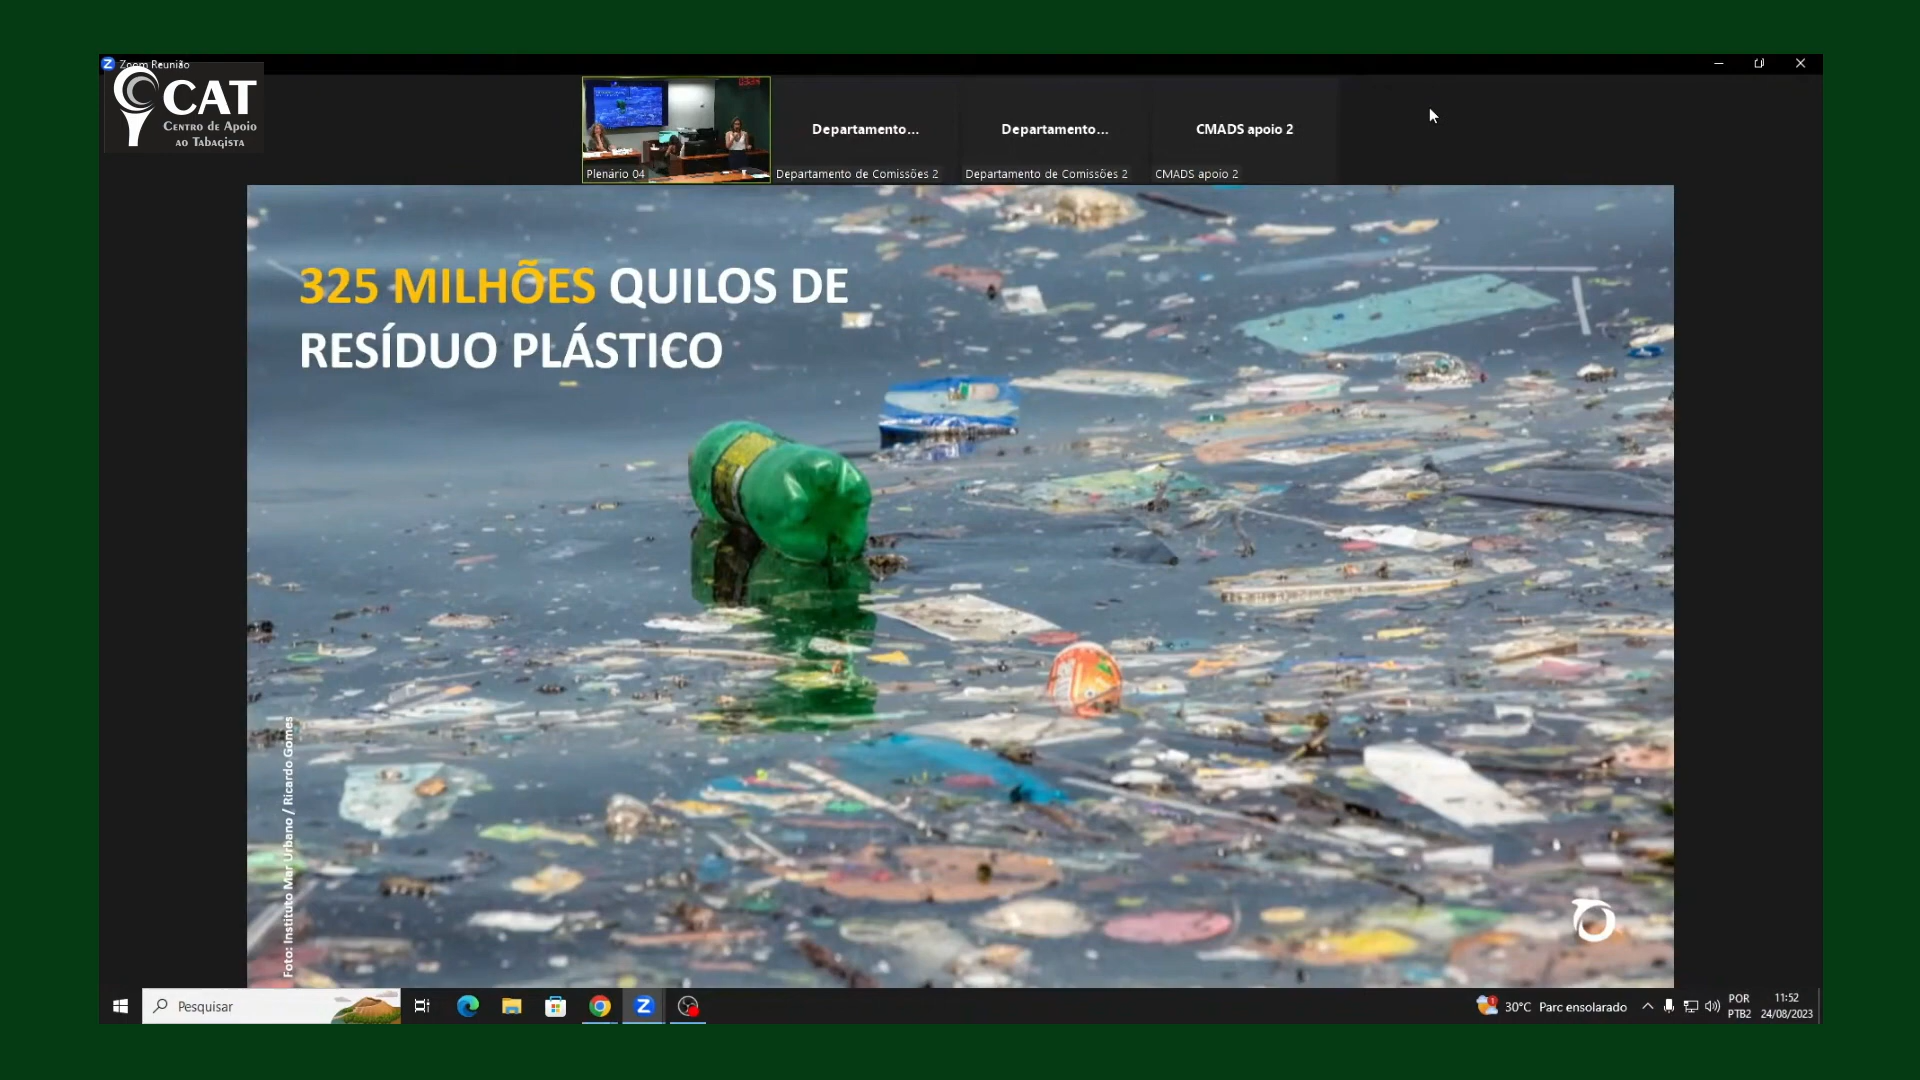 Zoom Reunião
CAT
CENTRO DE APOIO
AO TABAGISTA
Departamento...
Departamento...
CMADS apoio 2
Plenário 04
Departamento de Comissões 2
Departamento de Comissões 2
CMADS apoio 2
325 MILHÕES QUILOS DE
RESÍDUO PLÁSTICO
Foto: Instituto Mar Urbano / Ricardo Gomes
Pesquisar
30°C Parc ensolarado
POR
PTB2
11:52
24/08/2023